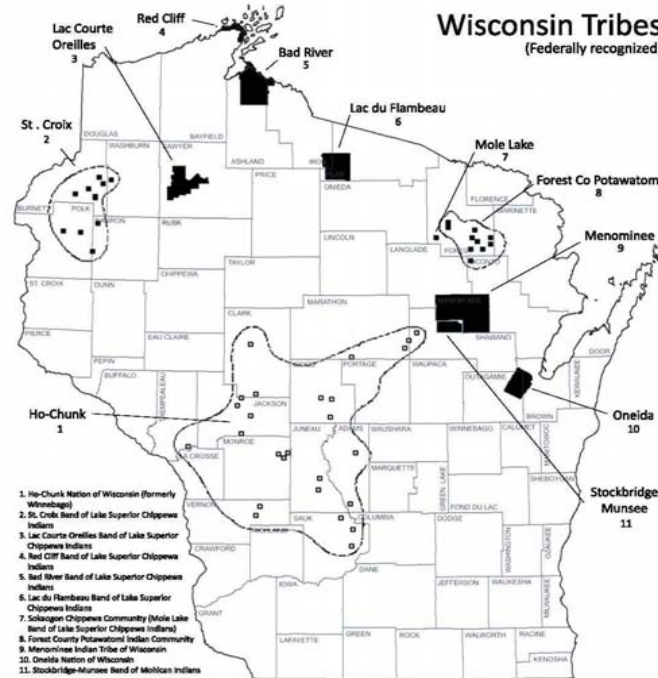 Wisconsin Tribes
(Federally recognized
Red Cliff
4
Lac Courte
Oreilles
3
Bad River
5
Lac du Flambeau
6
St . Croix
2
Mole Lake
7
Forest Co Potawatom
8
Menominee
9
Ho-Chunk
1
Oneida
10
Stockbridge
Munsee
11
DOUGLAS
BAYFIELD
WASHBURN
SAWYER
ASHLAND
IRO
PRICE
ONEIDA
FLORENCE
MARINETTE
BURNET
POLK
BARRON
RUSK
LINCOLN
LANGLADE
FORES
OCONTO
TAYLOR
CHIPPEWA
ST. CROIX
DUNN
MARATHON
CLARK
SHAWANO
PIERCE
EAU CLAIRE
PEPIN
BUFFALO
PORTAGE
WAUPACA
DOOR
OUTAGAMIE
KEWAUNEE
JACKSON
BROWN
MONROE
JUNEAU
ADAMS
WAUSHARA
WINNEBAGO
CALUMET
MANITOWOC
LA CROSSE
MARQUETTE
GREEN LAKE
SHEBOYGAN
FOND DU LAC
VERNON
SAUK
COLUMBIA
DODGE
CRAWFORD
WASHINGTON
OZAUKEE
DANE
IOWA
JEFFERSON
WAUKESHA
MILWAUKEE
GRANT
LAFAYETTE
GREEN
ROCK
WALWORTH
RACINE
KENOSHA
1. Ho-Chunk Nation of Wisconsin (formerly
Winnebago)
2. St. Croix Band of Lake Superior Chippewa
Indians
3. Lac Courte Oreilles Band of Lake Superior
Chippewa Indians
4. Red Cliff Band of Lake Superior Chippewa
Indians
5. Bad River Band of Lake Superior Chippewa
Indians
6. Lac du Flambeau Band of Lake Superior
Chippewa Indians
7. Sokaogon Chippewa Community (Mole Lake
Band of Lake Superior Chippewa Indians)
8. Forest County Potawatomi Indian Community
9. Menominee Indian Tribe of Wisconsin
10. Oneida Nation of Wisconsin
11. Stockbridge-Munsee Band of Mohican Indians